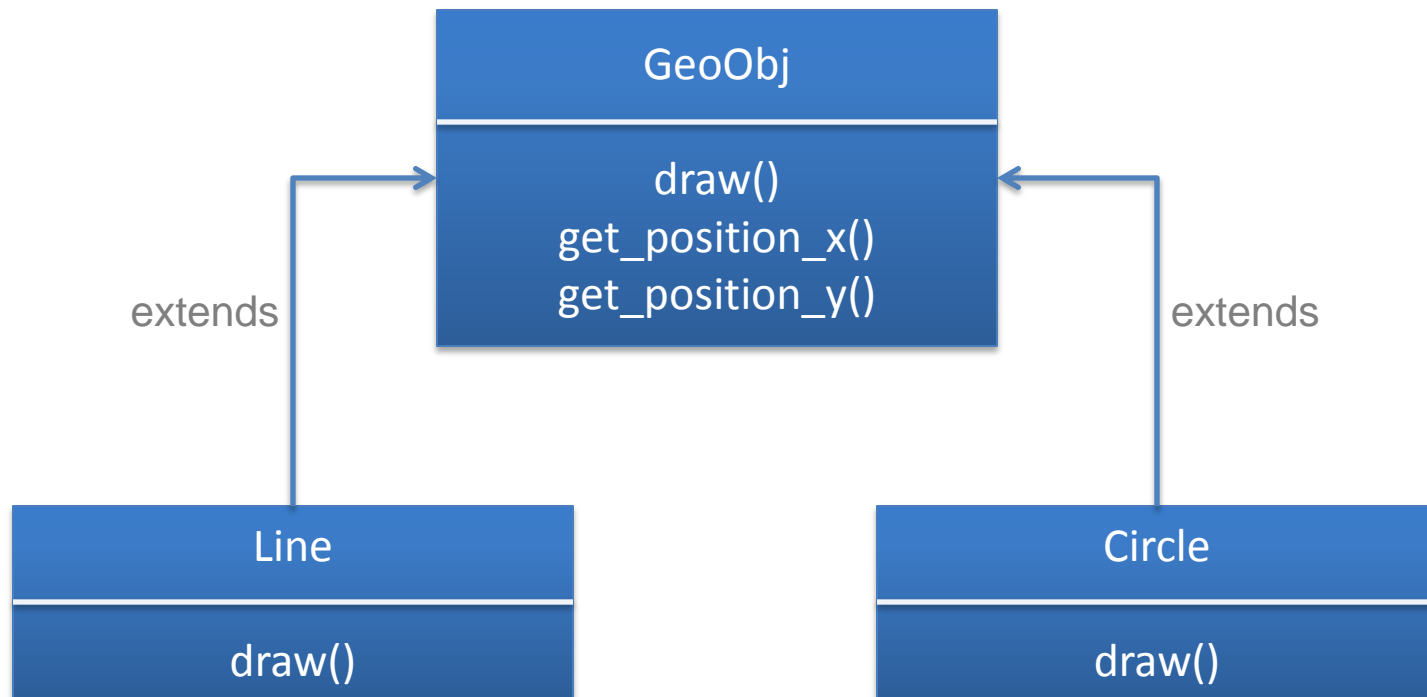 GeoObj
draw()
get_position_x()
get_position_y()
extends
extends
Line
draw()
Circle
draw()